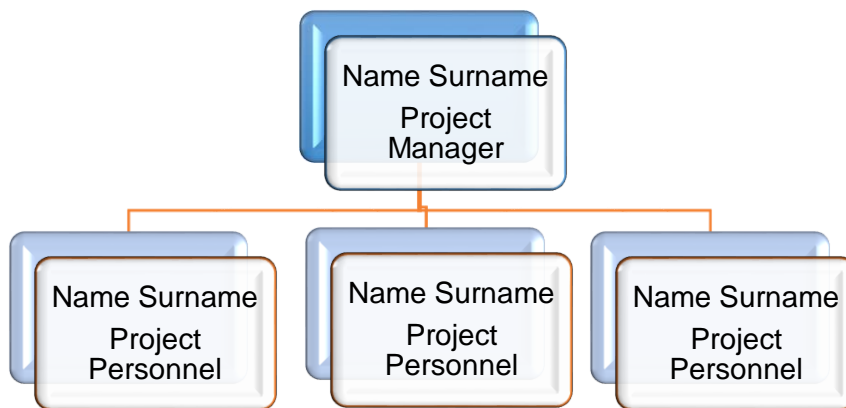 Name Surname
Project
Manager
Name Surname
Project
Personnel
Name Surname
Project
Personnel
Name Surname
Project
Personnel